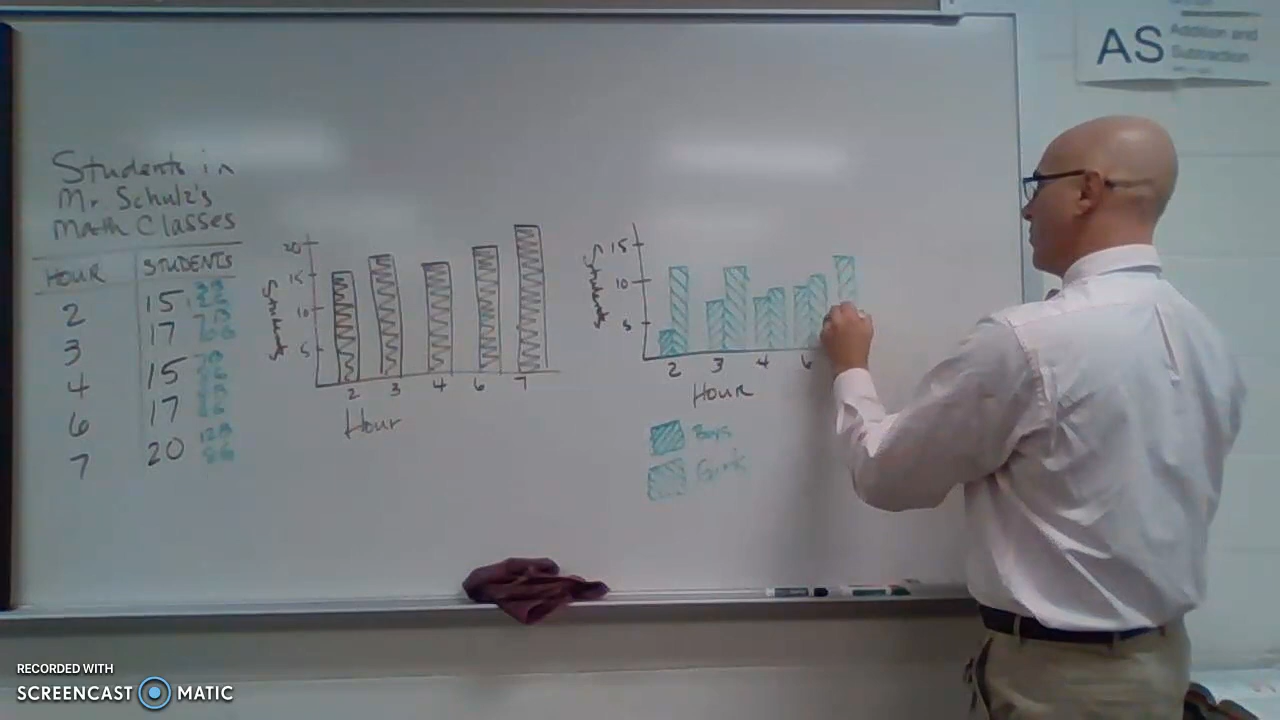 AS Addition and
Subtraction
Students in
Mr. Schulz's
Math Classes
HOUR STUDENTS
2 15
3 17
4 15
6 17
7 20
20
15
10
5
Students
2 3 4 6 7
Hour
15
10
5
Students
2 3 4 6
Hour
Boys
RECORDED WITH
SCREENCAST MATIC